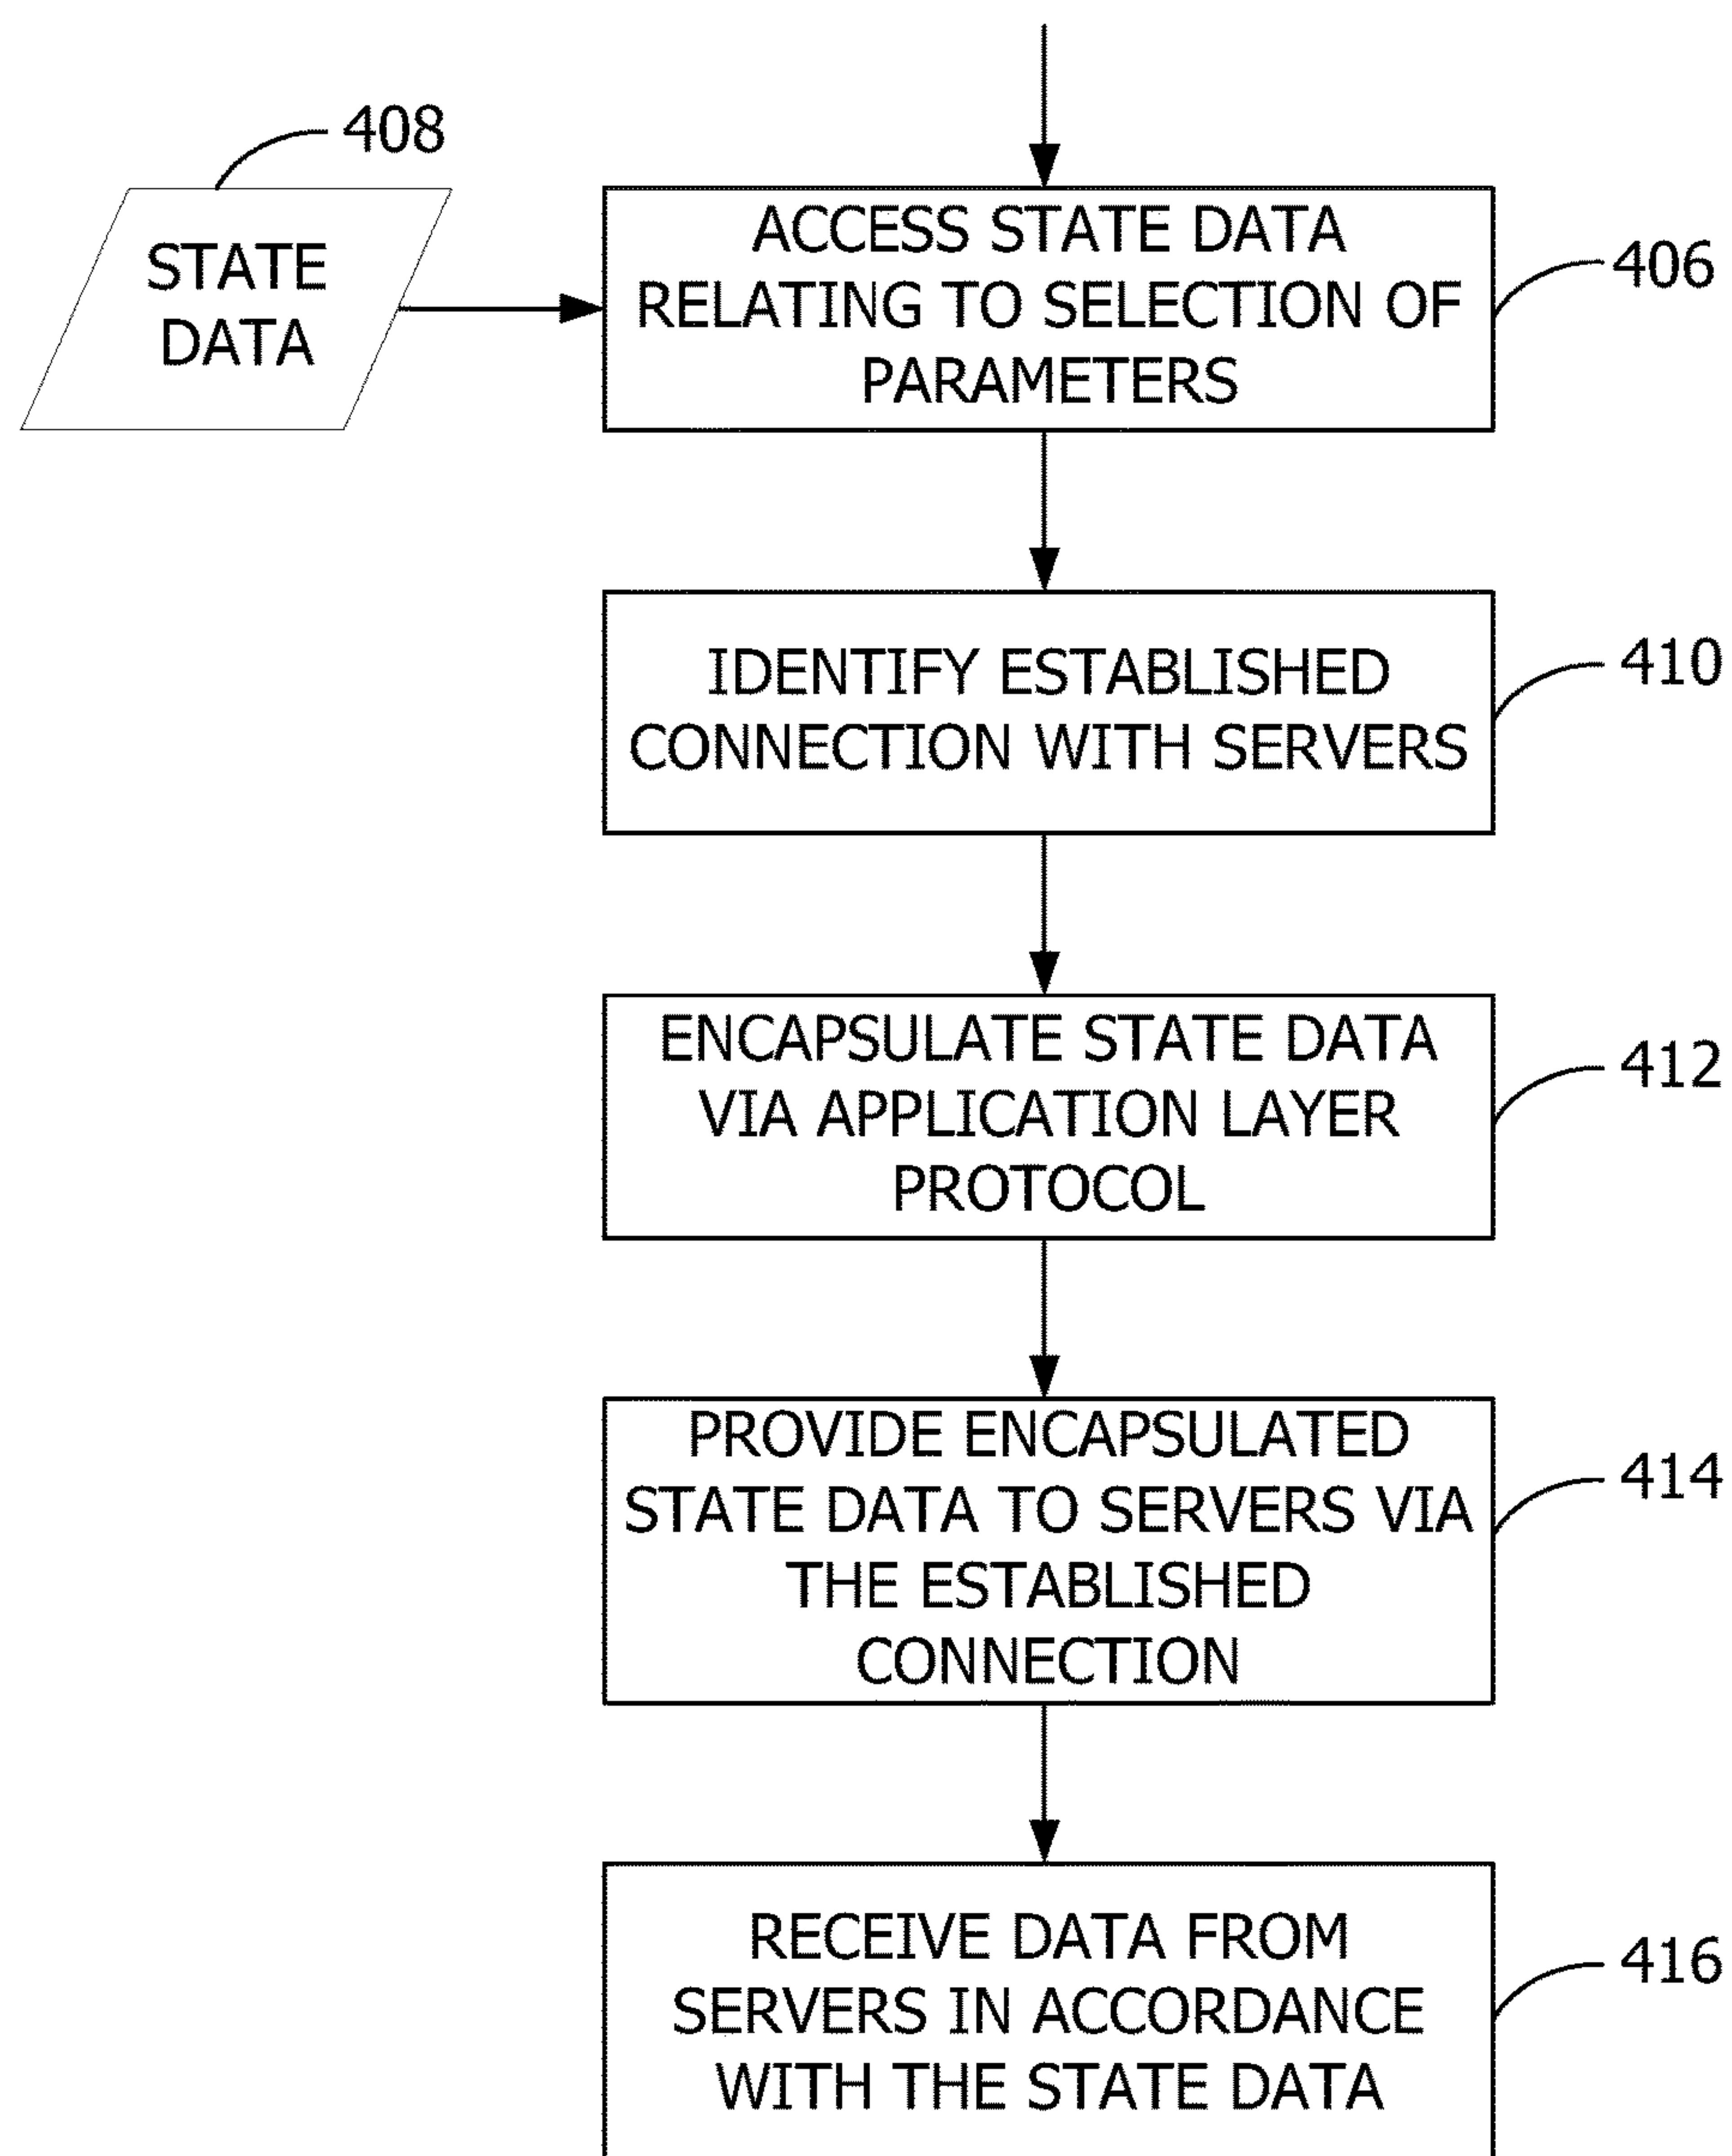 408
STATE
DATA
ACCESS STATE DATA
RELATING TO SELECTION OF
PARAMETERS
406
IDENTIFY ESTABLISHED
CONNECTION WITH SERVERS
410
ENCAPSULATE STATE DATA
VIA APPLICATION LAYER
PROTOCOL
412
PROVIDE ENCAPSULATED
STATE DATA TO SERVERS VIA
THE ESTABLISHED
CONNECTION
414
RECEIVE DATA FROM
SERVERS IN ACCORDANCE
WITH THE STATE DATA
416